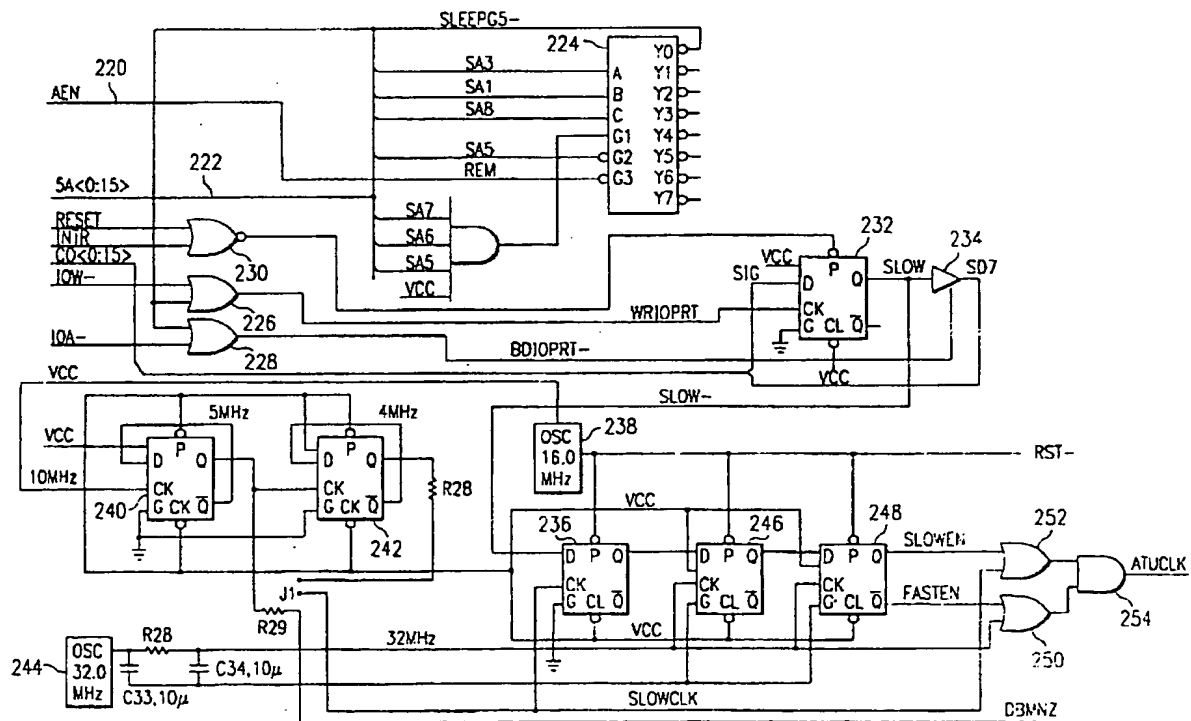 SLEEPG5-
224
Y0
220
SA3
A
Y1
AEN
SA1
B
Y2
SA8
C
Y3
G1
Y4
222
SA5
G2
Y5
REM
G3
Y6
SA<0:15>
Y7
SA7
RESET
INIR
SA6
232
CO<0:15>
230
SA5
VCC
P
Q
SLOW
234
SD7
IOW-
VCC
SIG
D
226
WRIOPRT
CK
G
CL
Q
IOA-
228
BDIOPRT-
VCC
VCC
SLOW-
5MHz
4MHz
238
VCC
P
P
OSC
16.0
MHz
D
Q
D
Q
RST-
10MHz
CK
CK
R28
240
G
CK
Q
G
CK
Q
VCC
242
236
246
248
252
D
P
Q
D
P
Q
D
P
Q
SLOWEN
ATUCLK
CK
CK
CK
J1
G
CL
Q
G
CL
Q
G
CL
Q
FASTEN
254
R29
VCC
R28
32MHz
250
244
OSC
32.0
MHz
C34,10μ
C33,10μ
SLOWCLK
DBMNZ